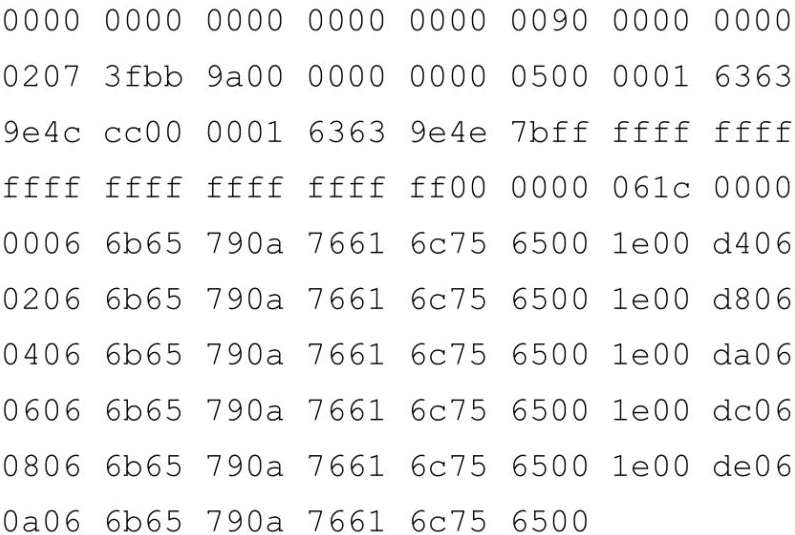 0000 0000 0000 0000 0000 0090 0000 0000
0207 3fbb 9a00 0000 0000 0500 0001 6363
9e4c cc00 0001 6363 9e4e 7bff ffff ffff
ffff ffff ffff ffff ff00 0000 061c 0000
0006 6b65 790a 7661 6c75 6500 1e00 d406
0206 6b65 790a 7661 6c75 6500 1e00 d806
0406 6b65 790a 7661 6c75 6500 1e00 da06
0606 6b65 790a 7661 6c75 6500 1e00 dc06
0806 6b65 790a 7661 6c75 6500 1e00 de06
0a06 6b65 790a 7661 6c75 6500